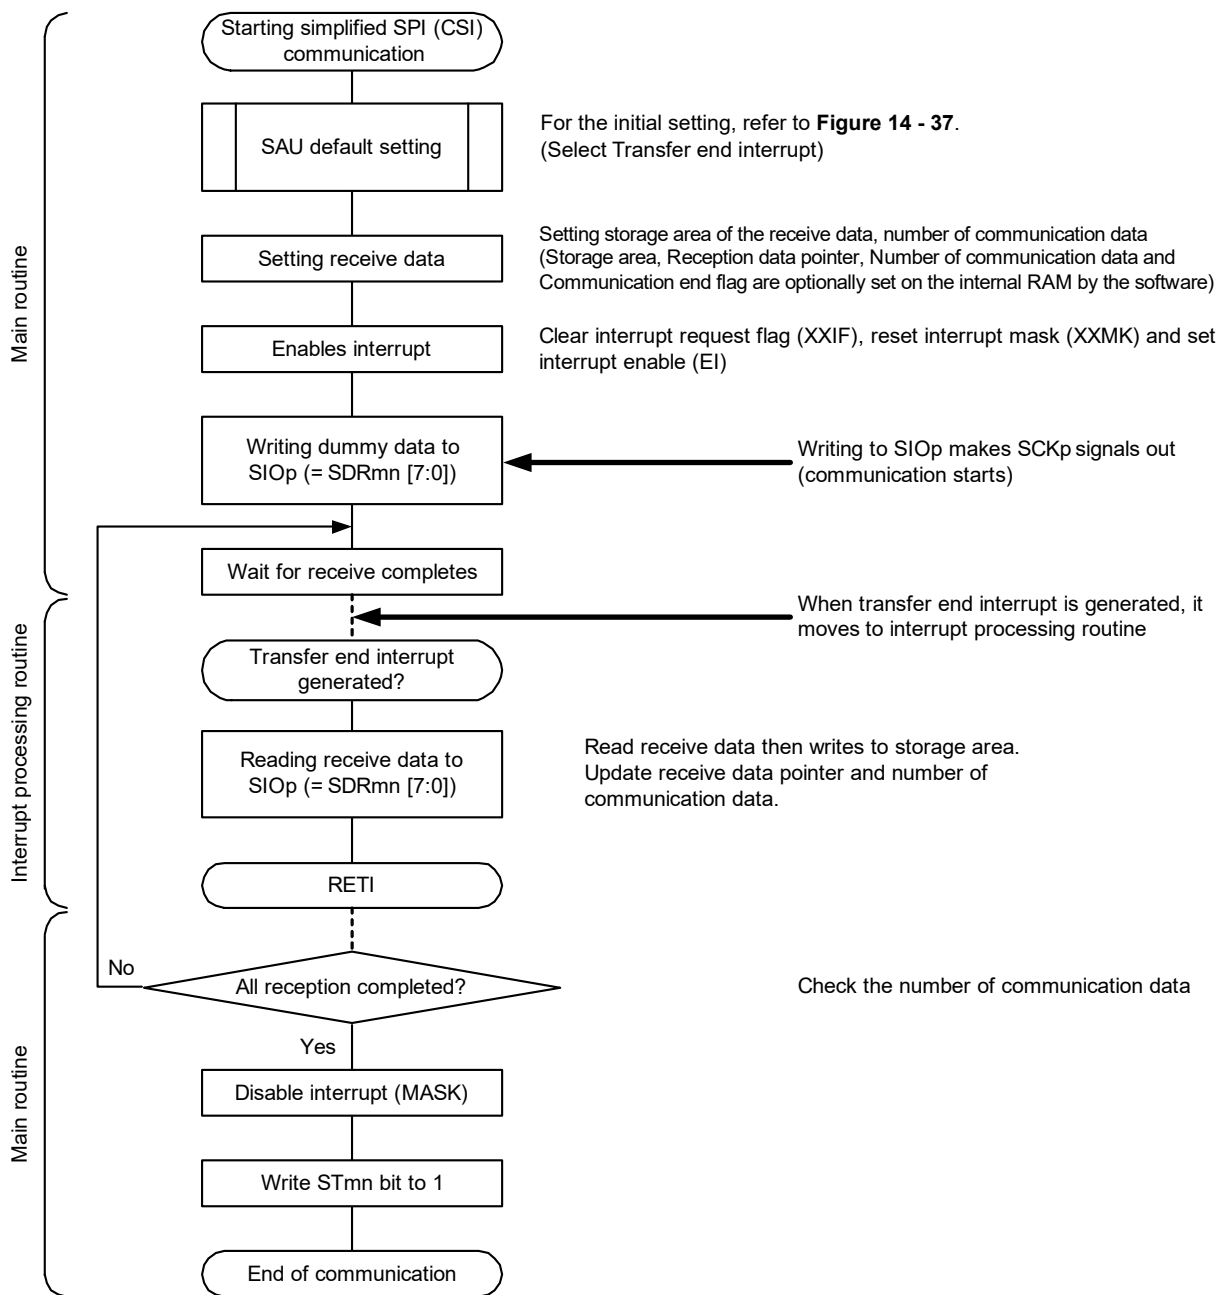 Starting simplified SPI (CSI)
communication
SAU default setting
For the initial setting, refer to Figure 14 - 37.
(Select Transfer end interrupt)
Setting receive data
Setting storage area of the receive data, number of communication data
(Storage area, Reception data pointer, Number of communication data and
Communication end flag are optionally set on the internal RAM by the software)
Main routine
Enables interrupt
Clear interrupt request flag (XXIF), reset interrupt mask (XXMK) and set
interrupt enable (EI)
Writing dummy data to
SIOp (= SDRmn [7:0])
Writing to SIOp makes SCKp signals out
(communication starts)
Wait for receive completes
When transfer end interrupt is generated, it
moves to interrupt processing routine
Transfer end interrupt
generated?
Interrupt processing routine
Reading receive data to
SIOp (= SDRmn [7:0])
Read receive data then writes to storage area.
Update receive data pointer and number of
communication data.
RETI
No
All reception completed?
Check the number of communication data
Yes
Main routine
Disable interrupt (MASK)
Write STmn bit to 1
End of communication